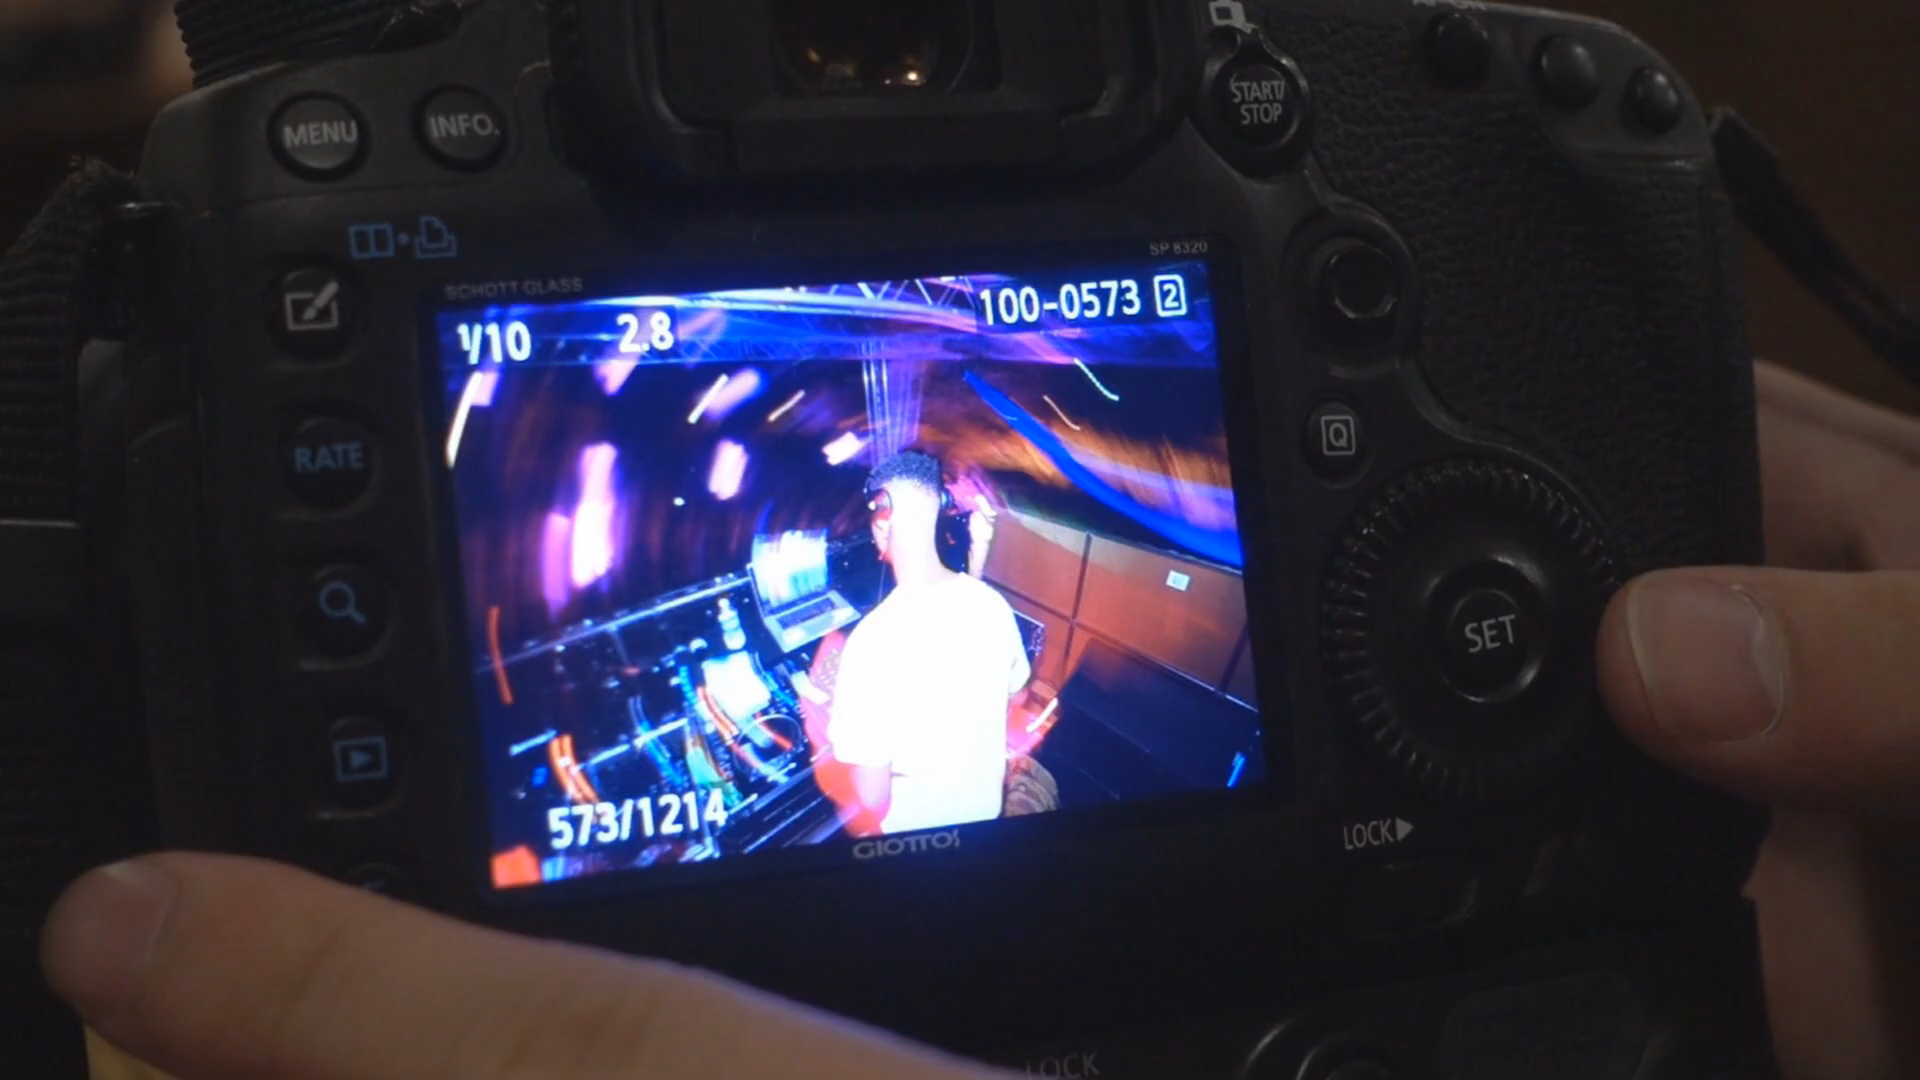 MENU
INFO.
START/
STOP
SCHOTT GLASS
SP 8320
1/10
2.8
100-0573 2
RATE
Q
SET
573/1214
GIOTTOS
LOCK
LOCK